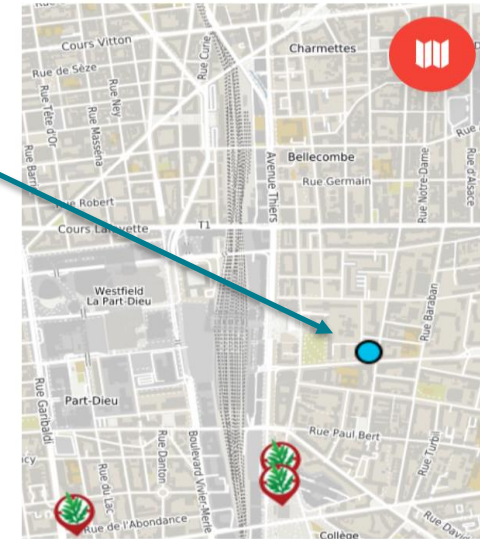 Cours Vitton
Charmettes
Rue Curie
Rue de Sèze
Rue Ney
Rue Tête d'Or
Rue Masséna
Avenue Thiers
Bellecombe
Rue Germain
Rue Notre-Dame
Rue d'Alsace
Rue
Rue Robert
Cours Lafayette
T1
Westfield
La Part-Dieu
Rue Baraban
Rue Garibaldi
Part-Dieu
Rue Paul Bert
Rue du Lac
Rue Danton
Boulevard Vivier-Merle
Rue Turbil
Rue de l'Abondance
Collège
Rue Davi